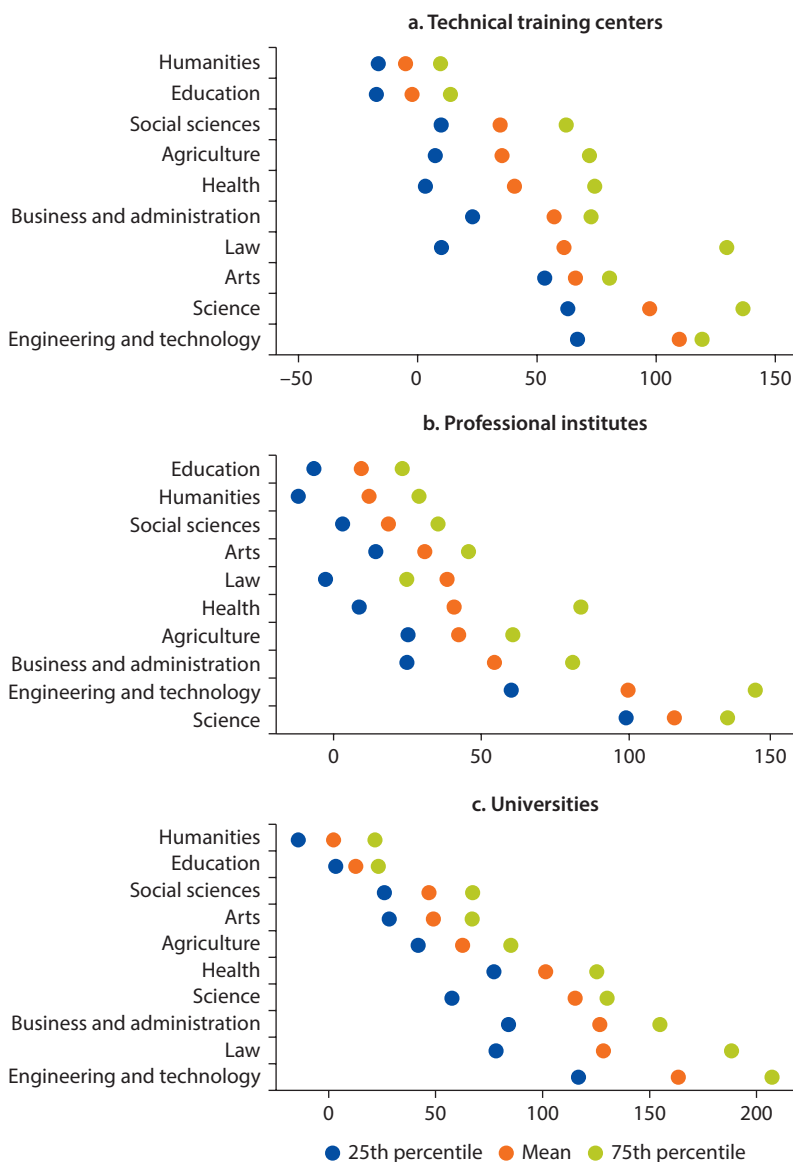 a. Technical training centers
Humanities
Education
Social sciences
Agriculture
Health
Business and administration
Law
Arts
Science
Engineering and technology
–50 0 50 100 150
b. Professional institutes
Education
Humanities
Social sciences
Arts
Law
Health
Agriculture
Business and administration
Engineering and technology
Science
0 50 100 150
c. Universities
Humanities
Education
Social sciences
Arts
Agriculture
Health
Science
Business and administration
Law
Engineering and technology
0 50 100 150 200
25th percentile Mean 75th percentile